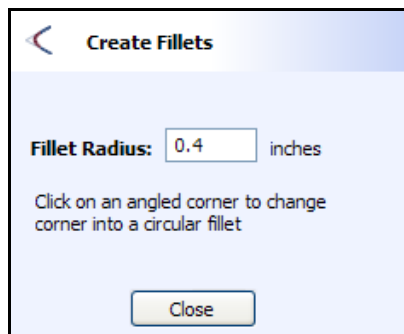 Create Fillets
Fillet Radius: 0.4 inches
Click on an angled corner to change
corner into a circular fillet
Close